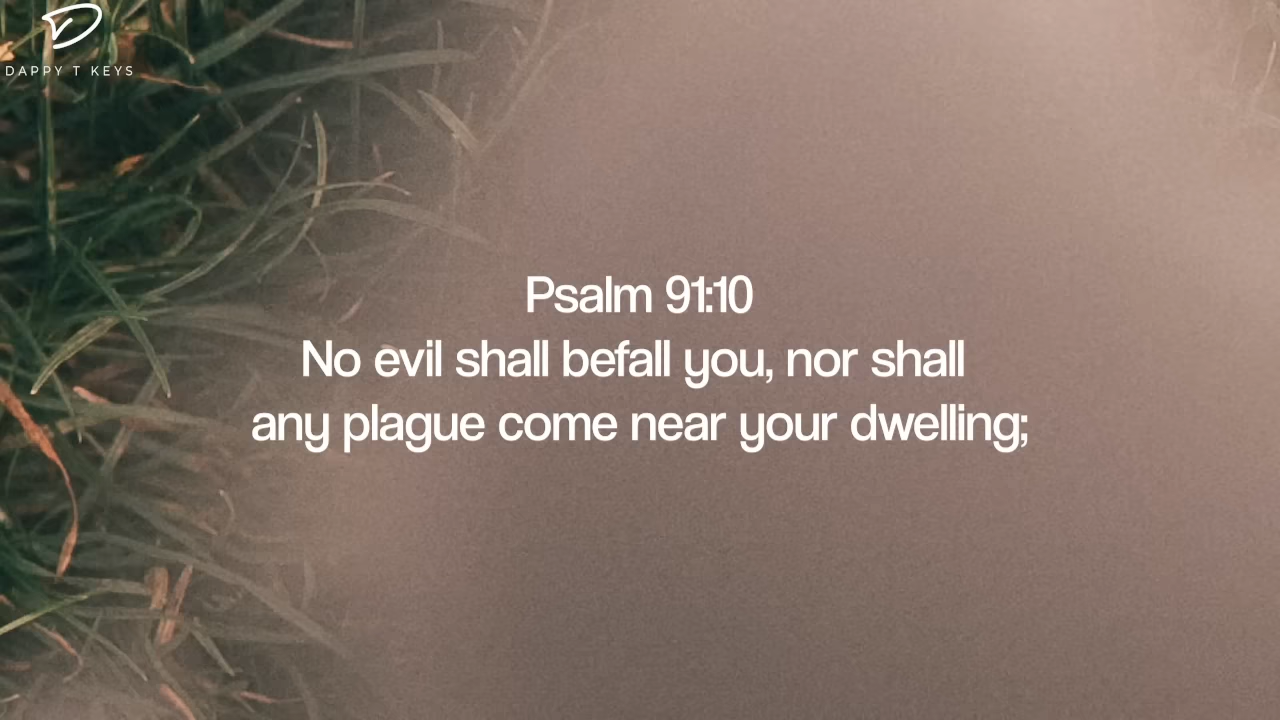 DAPPY T KEYS
Psalm 91:10
No evil shall befall you, nor shall
any plague come near your dwelling;